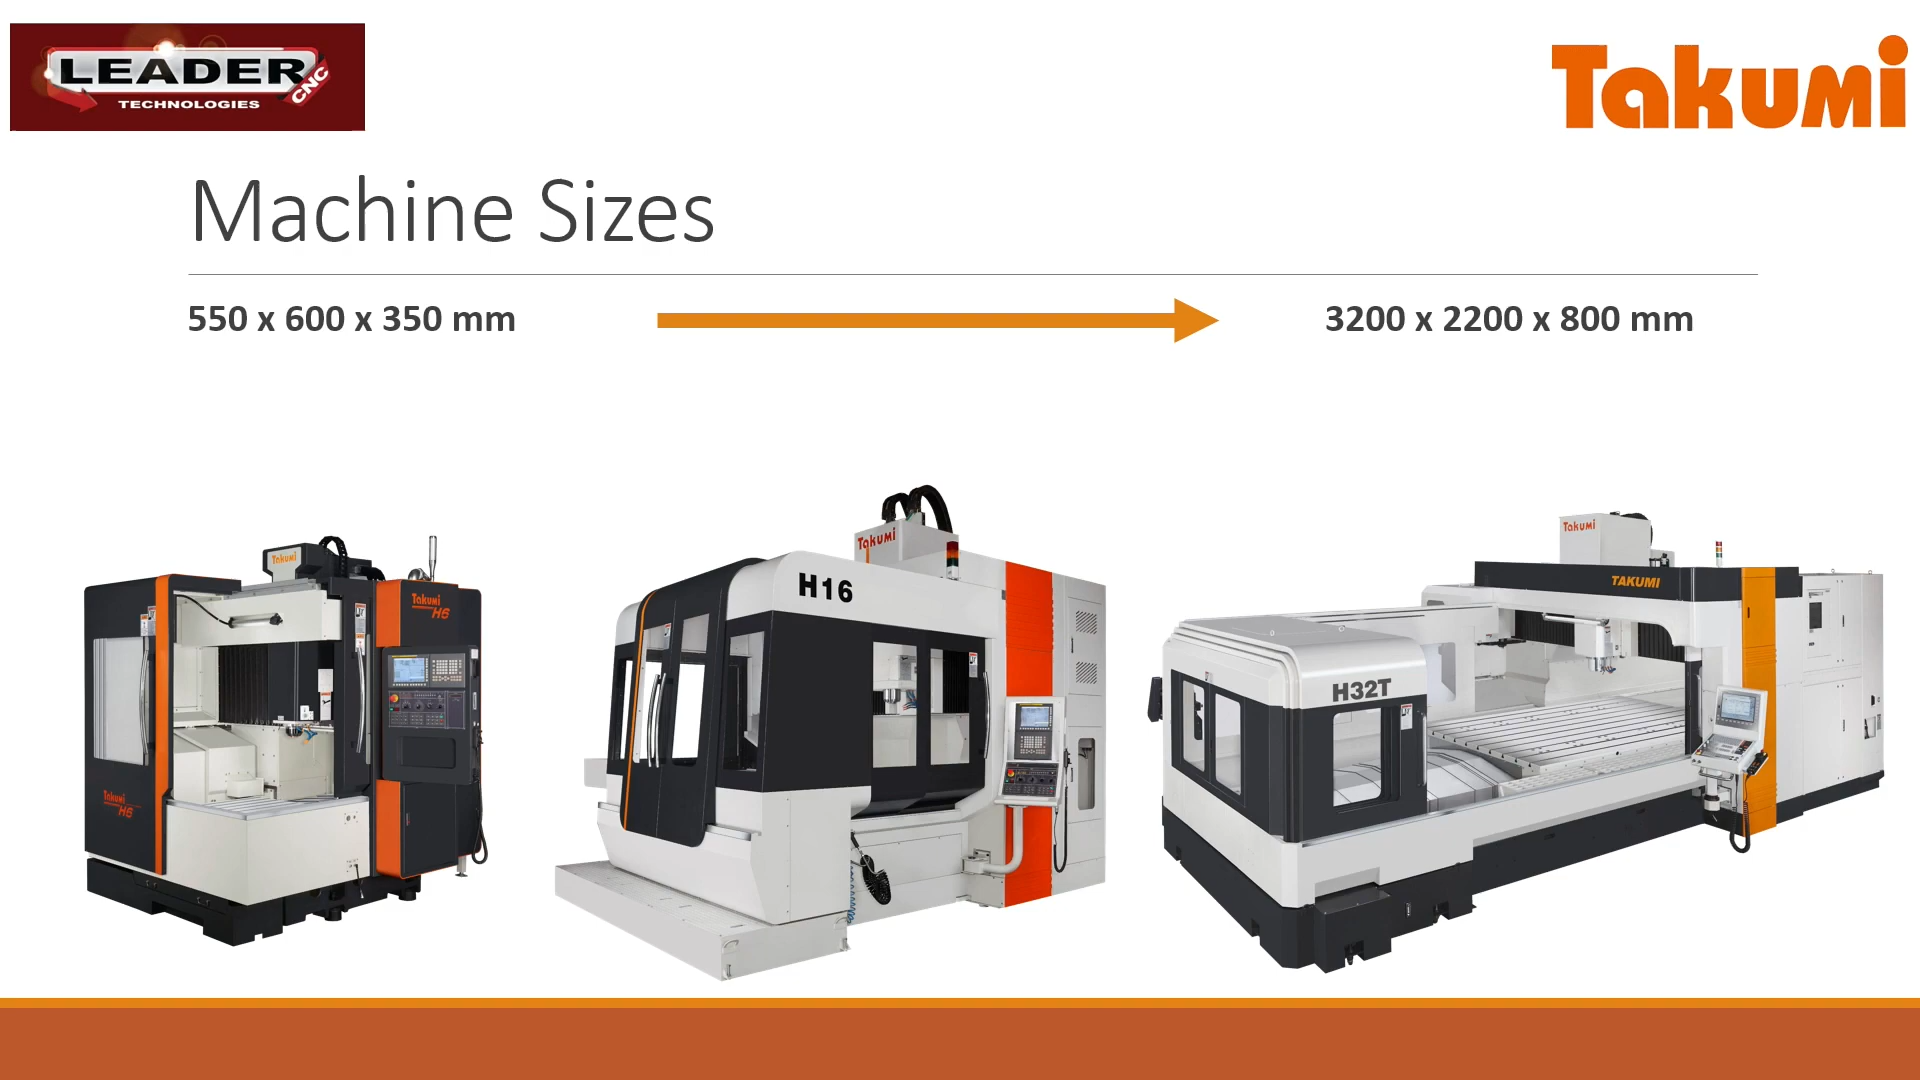 LEADER
CNC
TECHNOLOGIES
Takumi
Machine Sizes
550 x 600 x 350 mm
3200 x 2200 x 800 mm
Takumi
Takumi
H6
Takumi
H6
Takumi
H16
Takumi
TAKUMI
H32T